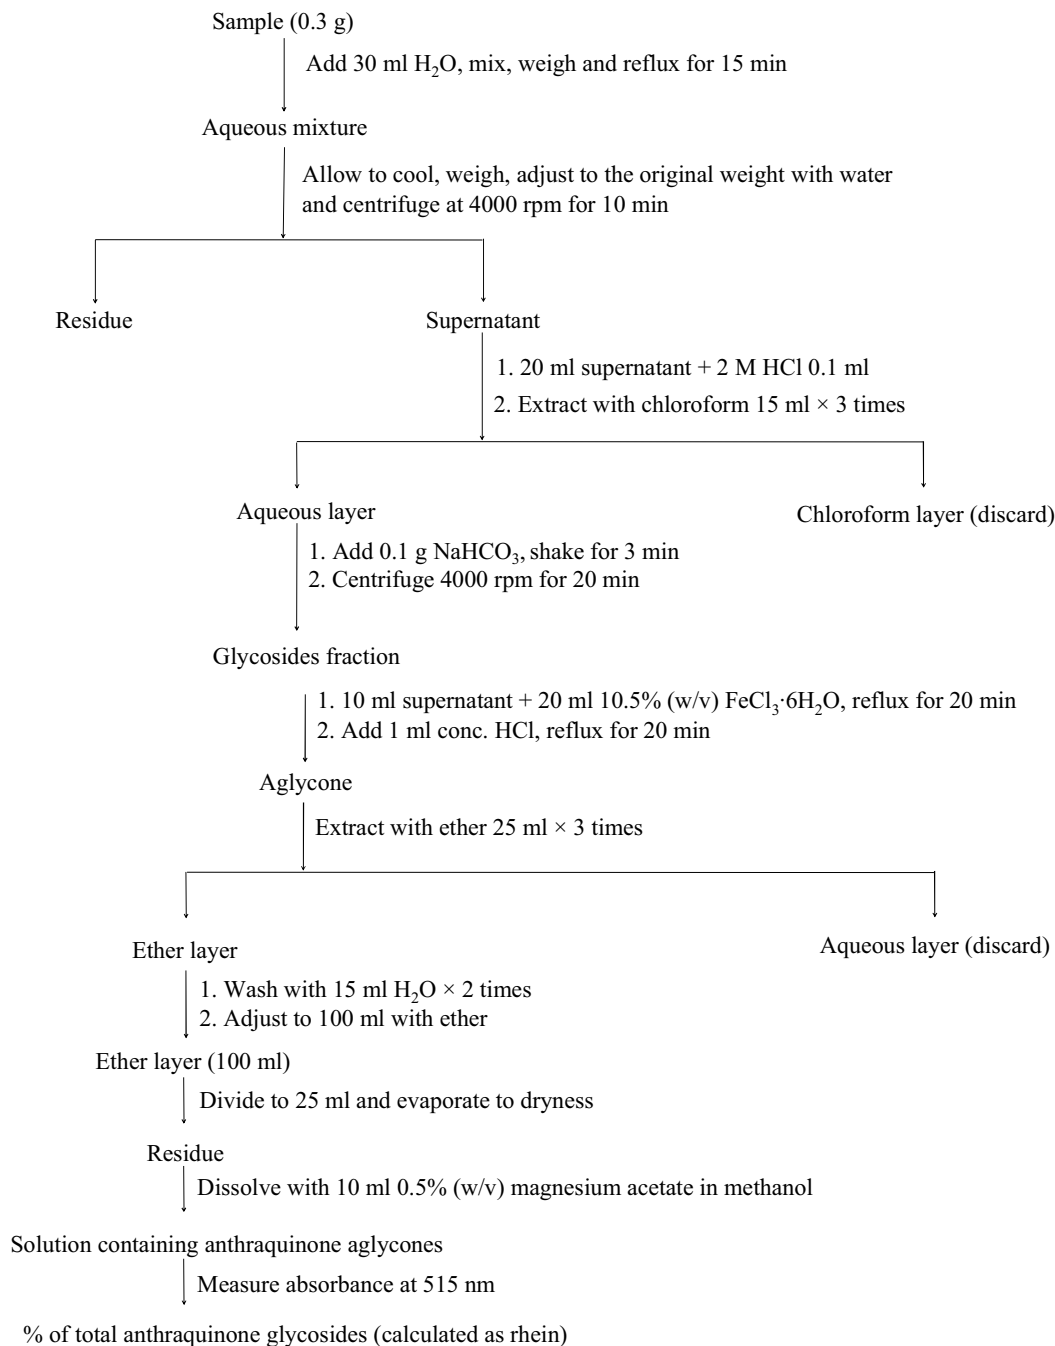 Sample (0.3 g)
Add 30 ml H₂O, mix, weigh and reflux for 15 min
Aqueous mixture
Allow to cool, weigh, adjust to the original weight with water
and centrifuge at 4000 rpm for 10 min
Residue
Supernatant
1. 20 ml supernatant + 2 M HCl 0.1 ml
2. Extract with chloroform 15 ml × 3 times
Aqueous layer
Chloroform layer (discard)
1. Add 0.1 g NaHCO₃, shake for 3 min
2. Centrifuge 4000 rpm for 20 min
Glycosides fraction
1. 10 ml supernatant + 20 ml 10.5% (w/v) FeCl₃·6H₂O, reflux for 20 min
2. Add 1 ml conc. HCl, reflux for 20 min
Aglycone
Extract with ether 25 ml × 3 times
Ether layer
Aqueous layer (discard)
1. Wash with 15 ml H₂O × 2 times
2. Adjust to 100 ml with ether
Ether layer (100 ml)
Divide to 25 ml and evaporate to dryness
Residue
Dissolve with 10 ml 0.5% (w/v) magnesium acetate in methanol
Solution containing anthraquinone aglycones
Measure absorbance at 515 nm
% of total anthraquinone glycosides (calculated as rhein)